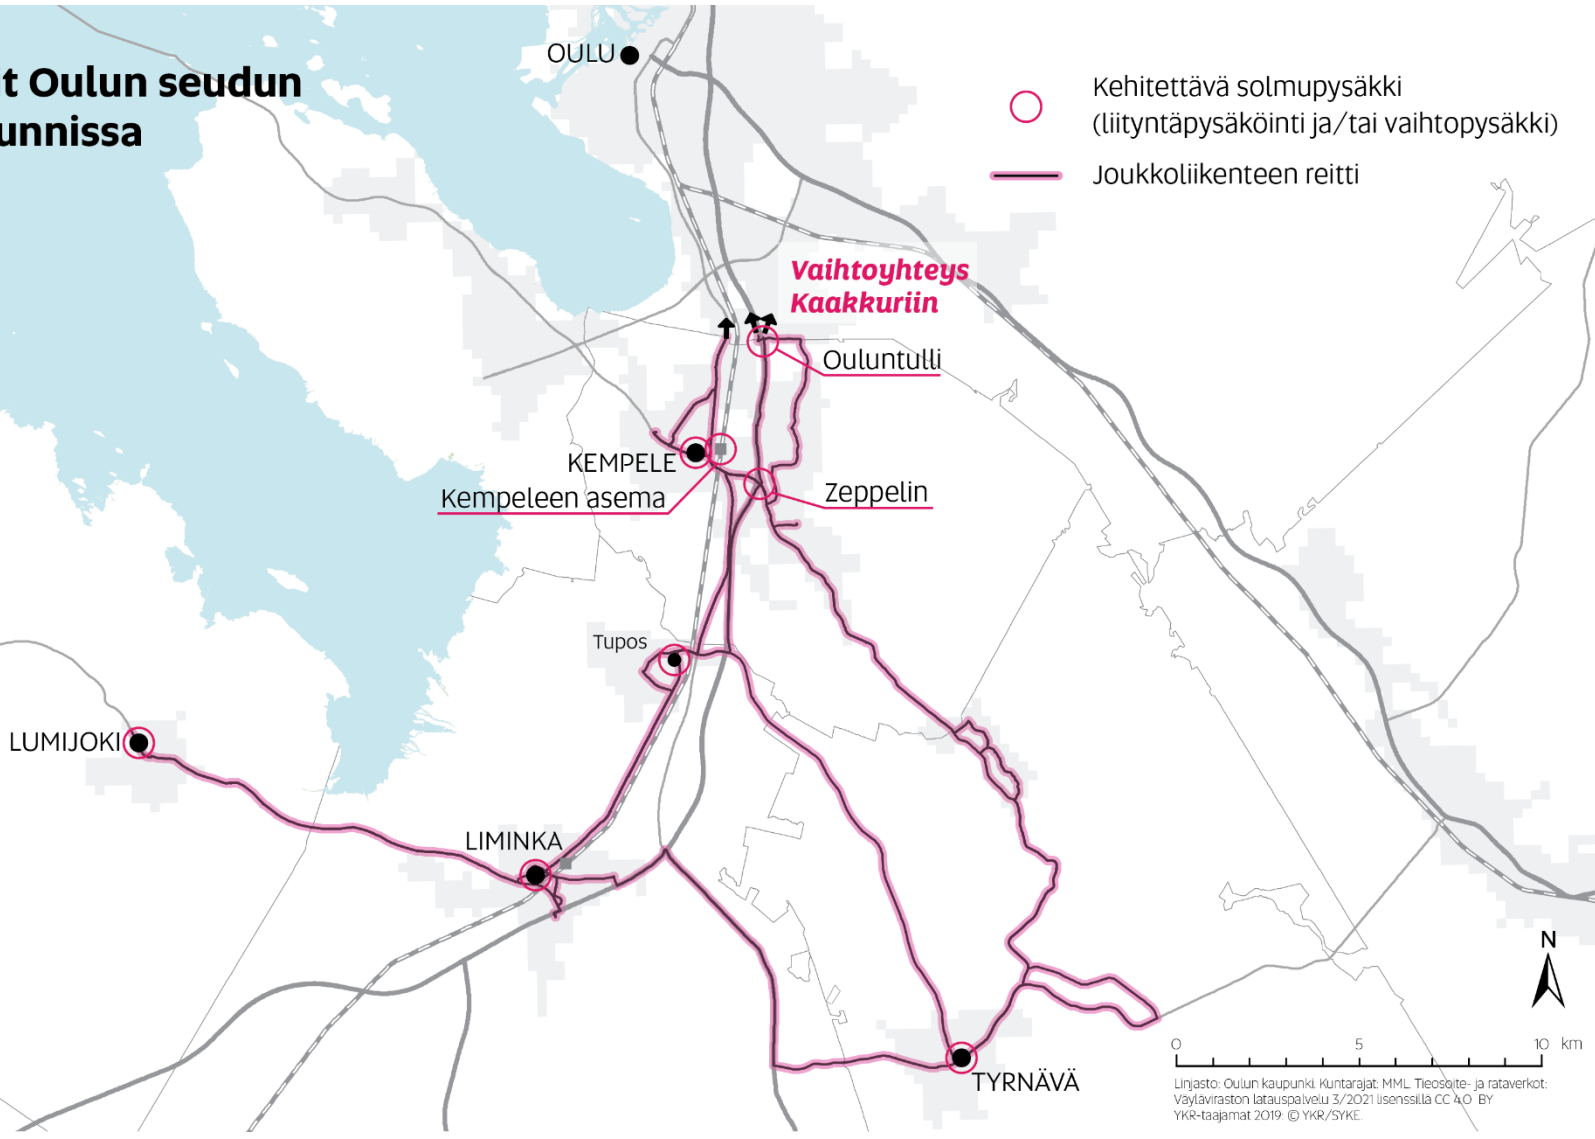 it Oulun seudun
unnissa
OULU
Kehitettävä solmupysäkki
(liityntäpysäköinti ja/tai vaihtopysäkki)
Joukkoliikenteen reitti
Vaihtoyhteys
Kaakkuriin
Ouluntulli
KEMPELE
Kempeleen asema
Zeppelin
Tupos
LUMIJOKI
LIMINKA
TYRNÄVÄ
N
0 5 10 km
Linjasto: Oulun kaupunki. Kuntarajat: MML. Tieosoite- ja rataverkot:
Väyläviraston latauspalvelu 3/2021 lisenssillä CC 4.0 BY
YKR-taajamat 2019: © YKR/SYKE.